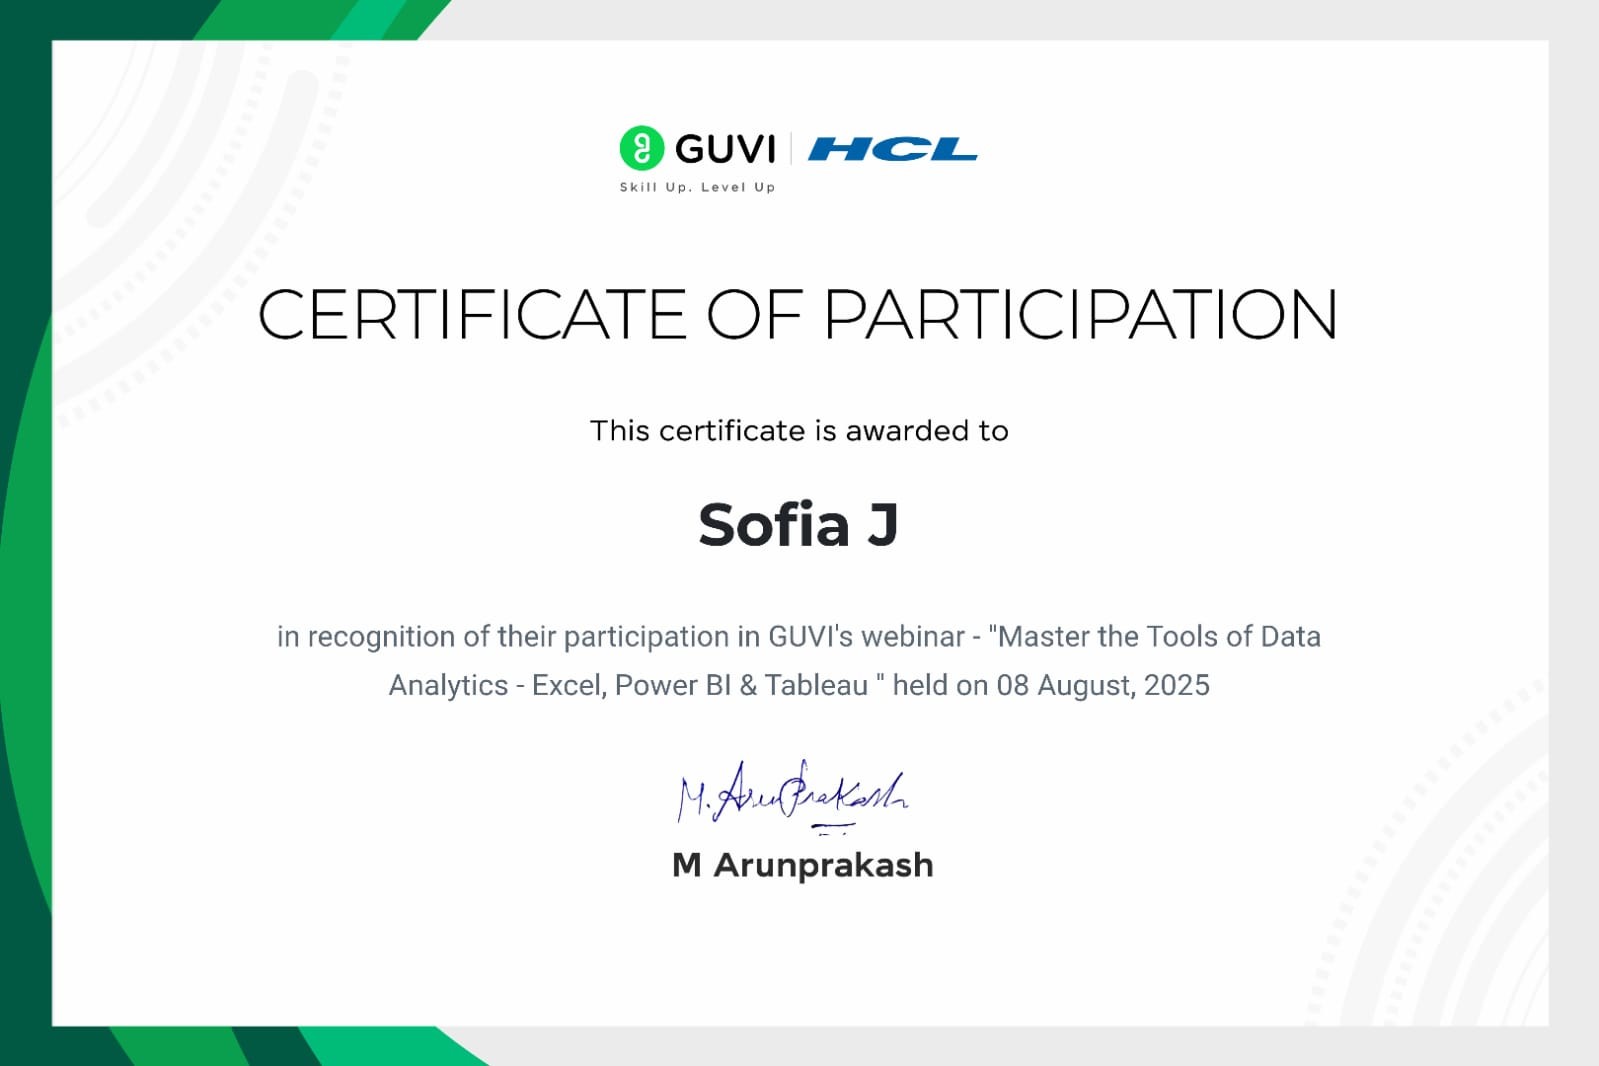 GUVI | HCL
Skill Up. Level Up
CERTIFICATE OF PARTICIPATION
This certificate is awarded to
Sofia J
in recognition of their participation in GUVI's webinar - "Master the Tools of Data
Analytics - Excel, Power BI & Tableau " held on 08 August, 2025
M. ArunPrakash
M Arunprakash